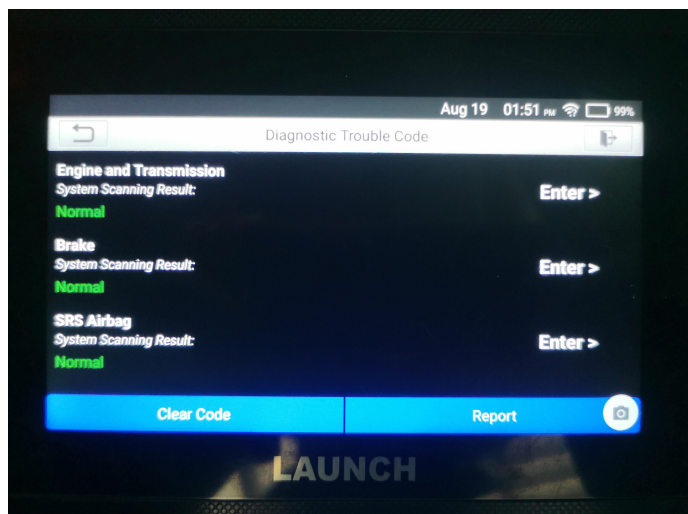 Aug 19 01:51 PM 99%
Diagnostic Trouble Code
Engine and Transmission
System Scanning Result:
Enter >
Normal
Brake
System Scanning Result:
Enter >
Normal
SRS Airbag
System Scanning Result:
Enter >
Normal
Clear Code Report
LAUNCH